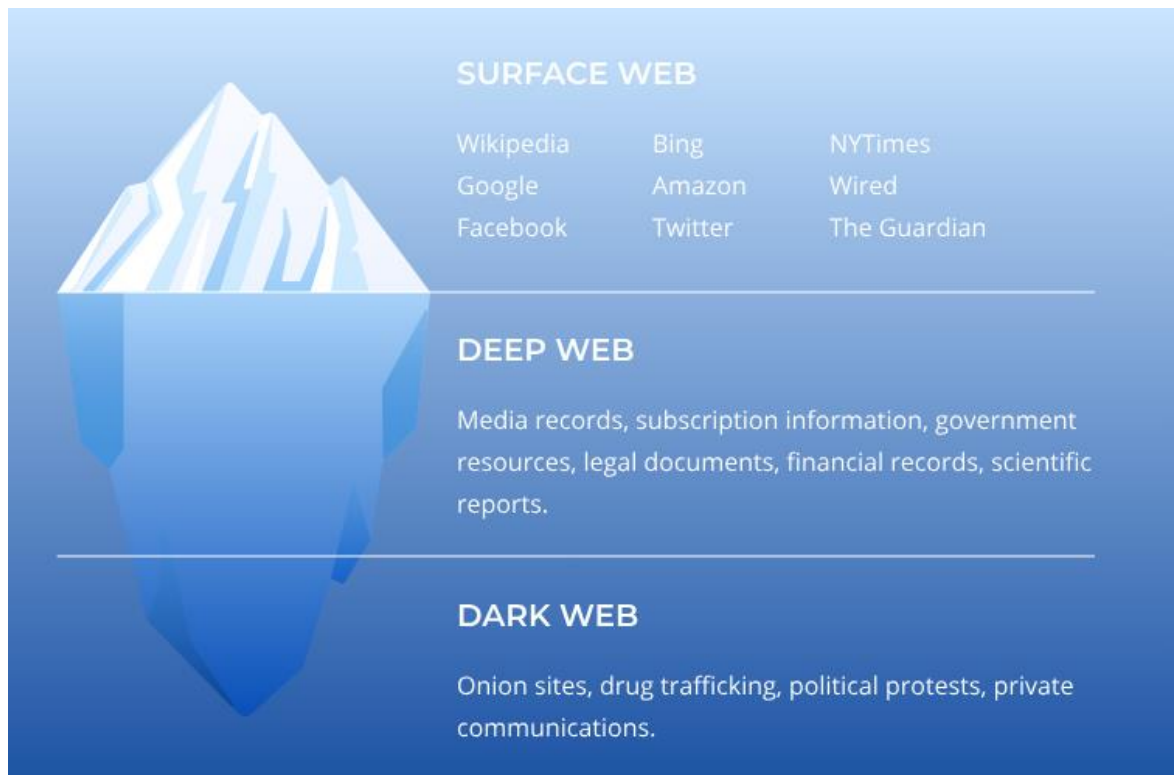 SURFACE WEB
Wikipedia Bing NYTimes
Google Amazon Wired
Facebook Twitter The Guardian
DEEP WEB
Media records, subscription information, government
resources, legal documents, financial records, scientific
reports.
DARK WEB
Onion sites, drug trafficking, political protests, private
communications.